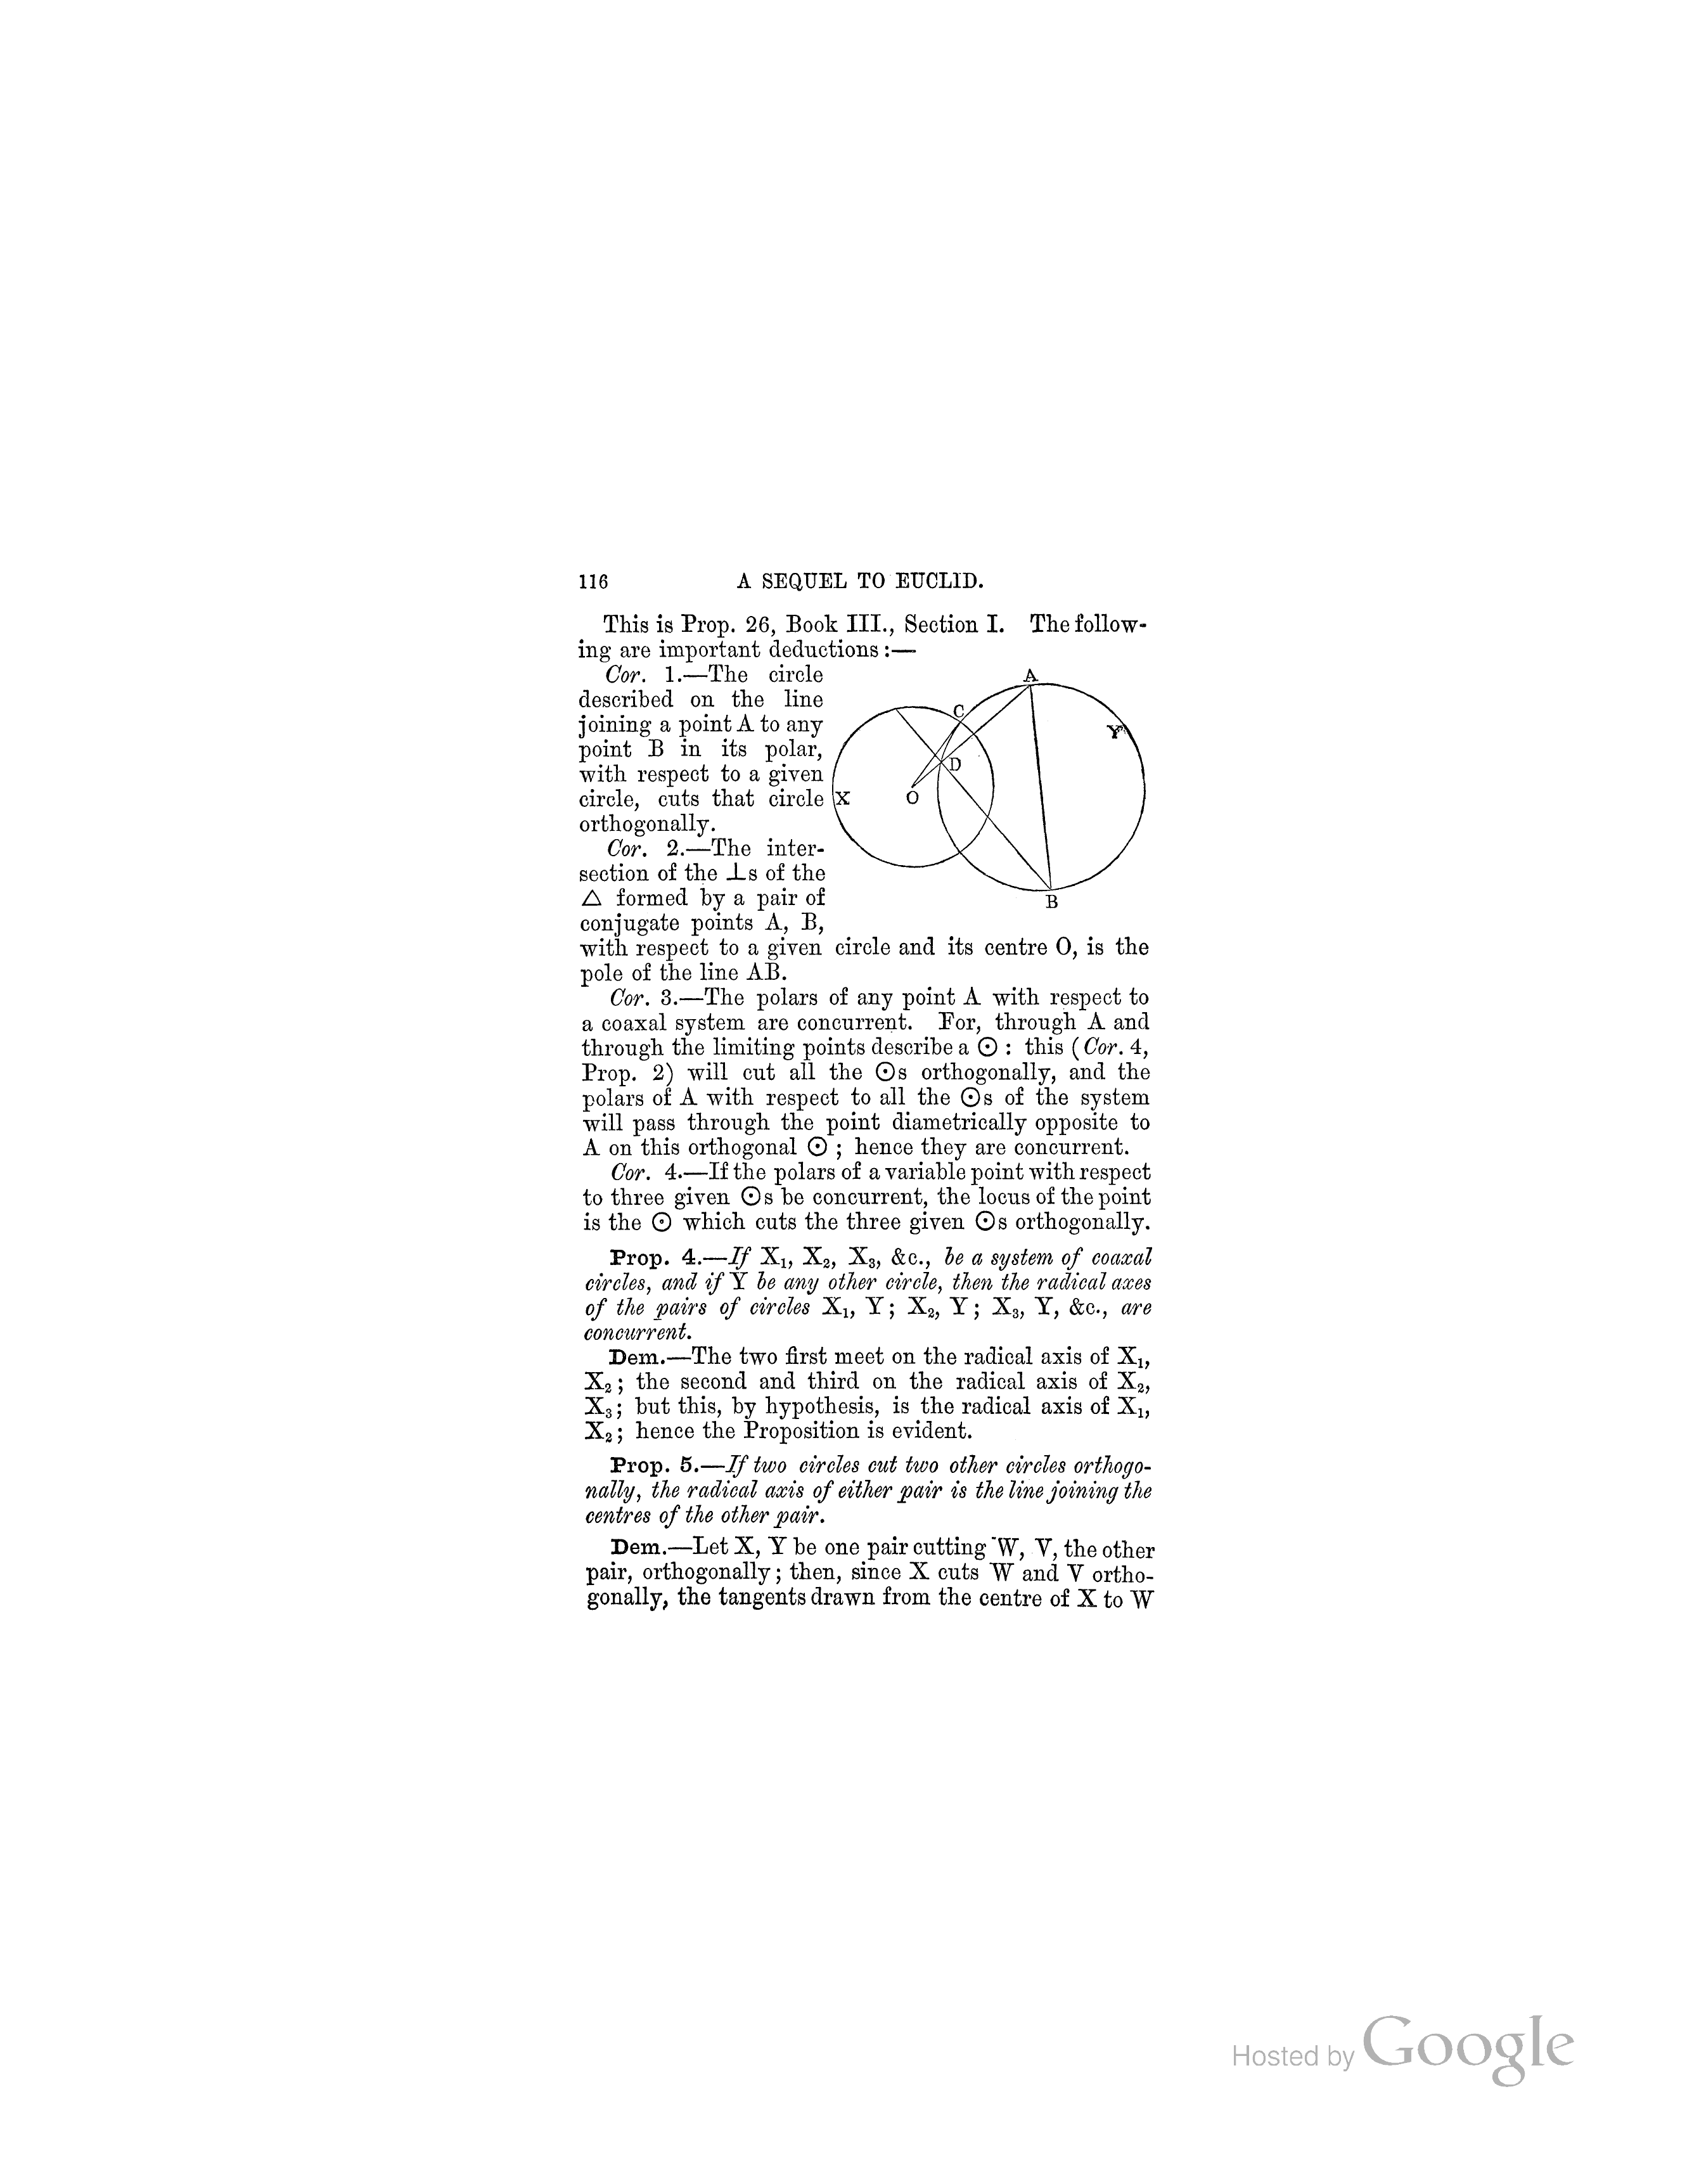 116 A SEQUEL TO EUCLID.
This is Prop. 26, Book III., Section I. The follow-
ing are important deductions:—
Cor. 1.—The circle
described on the line
joining a point A to any
point B in its polar,
with respect to a given
circle, cuts that circle
orthogonally.
Cor. 2.—The inter-
section of the ⊥s of the
△ formed by a pair of
conjugate points A, B,
A
C
Y
D
X
O
B
with respect to a given circle and its centre O, is the
pole of the line AB.
Cor. 3.—The polars of any point A with respect to
a coaxal system are concurrent. For, through A and
through the limiting points describe a ⊙: this (Cor. 4,
Prop. 2) will cut all the ⊙s orthogonally, and the
polars of A with respect to all the ⊙s of the system
will pass through the point diametrically opposite to
A on this orthogonal ⊙; hence they are concurrent.
Cor. 4.—If the polars of a variable point with respect
to three given ⊙s be concurrent, the locus of the point
is the ⊙ which cuts the three given ⊙s orthogonally.
Prop. 4.—If X₁, X₂, X₃, &c., be a system of coaxal
circles, and if Y be any other circle, then the radical axes
of the pairs of circles X₁, Y; X₂, Y; X₃, Y, &c., are
concurrent.
Dem.—The two first meet on the radical axis of X₁,
X₂; the second and third on the radical axis of X₂,
X₃; but this, by hypothesis, is the radical axis of X₁,
X₂; hence the Proposition is evident.
Prop. 5.—If two circles cut two other circles orthogo-
nally, the radical axis of either pair is the line joining the
centres of the other pair.
Dem.—Let X, Y be one pair cutting W, V, the other
pair, orthogonally; then, since X cuts W and V ortho-
gonally, the tangents drawn from the centre of X to W
Hosted by Google